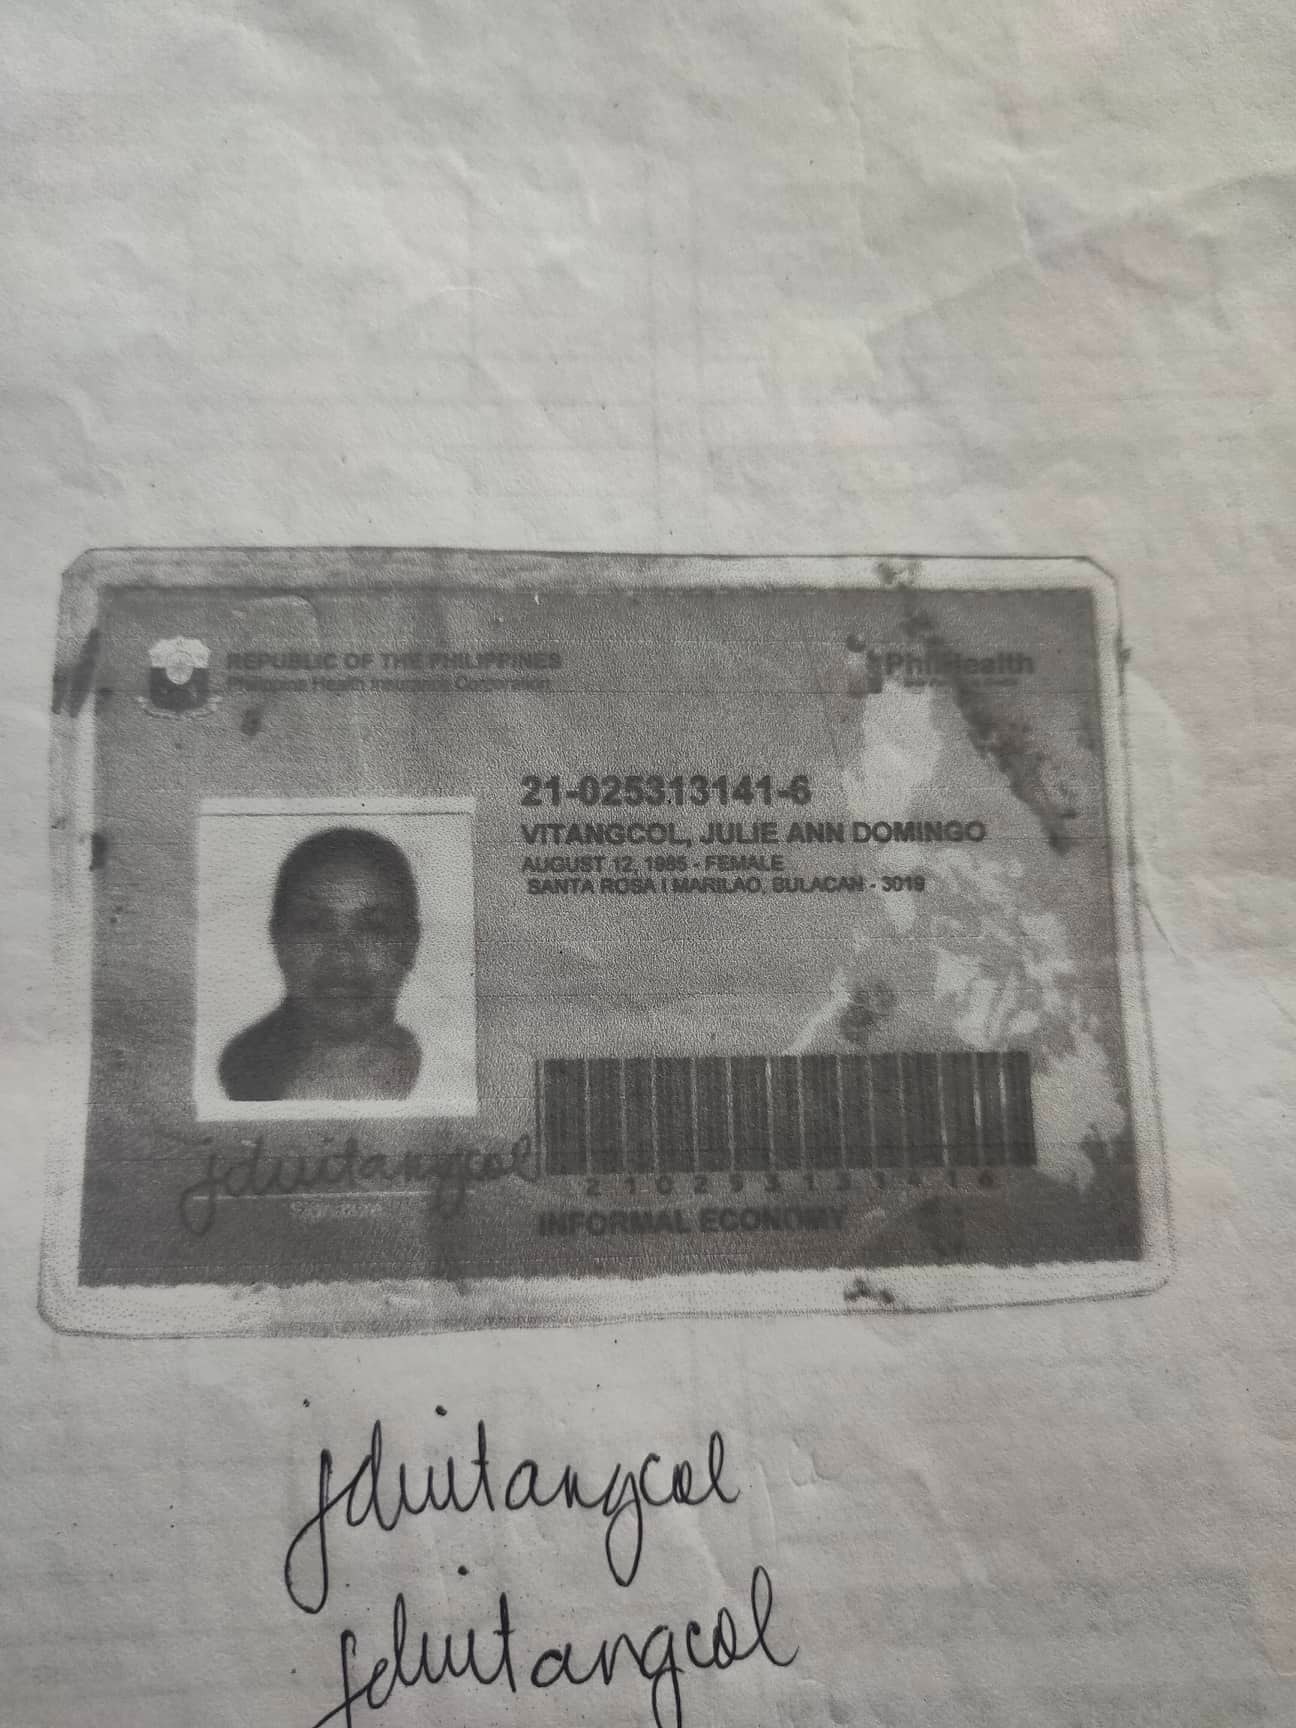 REPUBLIC OF THE PHILIPPINES
Philippine Health Insurance Corporation
PhilHealth
21-025313141-6
VITANGCOL, JULIE ANN DOMINGO
AUGUST 12, 1985 - FEMALE
SANTA ROSA I MARILAO, BULACAN - 3019
jdvitangcol
Signature
2 1 0 2 5 3 1 3 1 4 1 6
INFORMAL ECONOMY
jdvitangcol
jdvitangcol